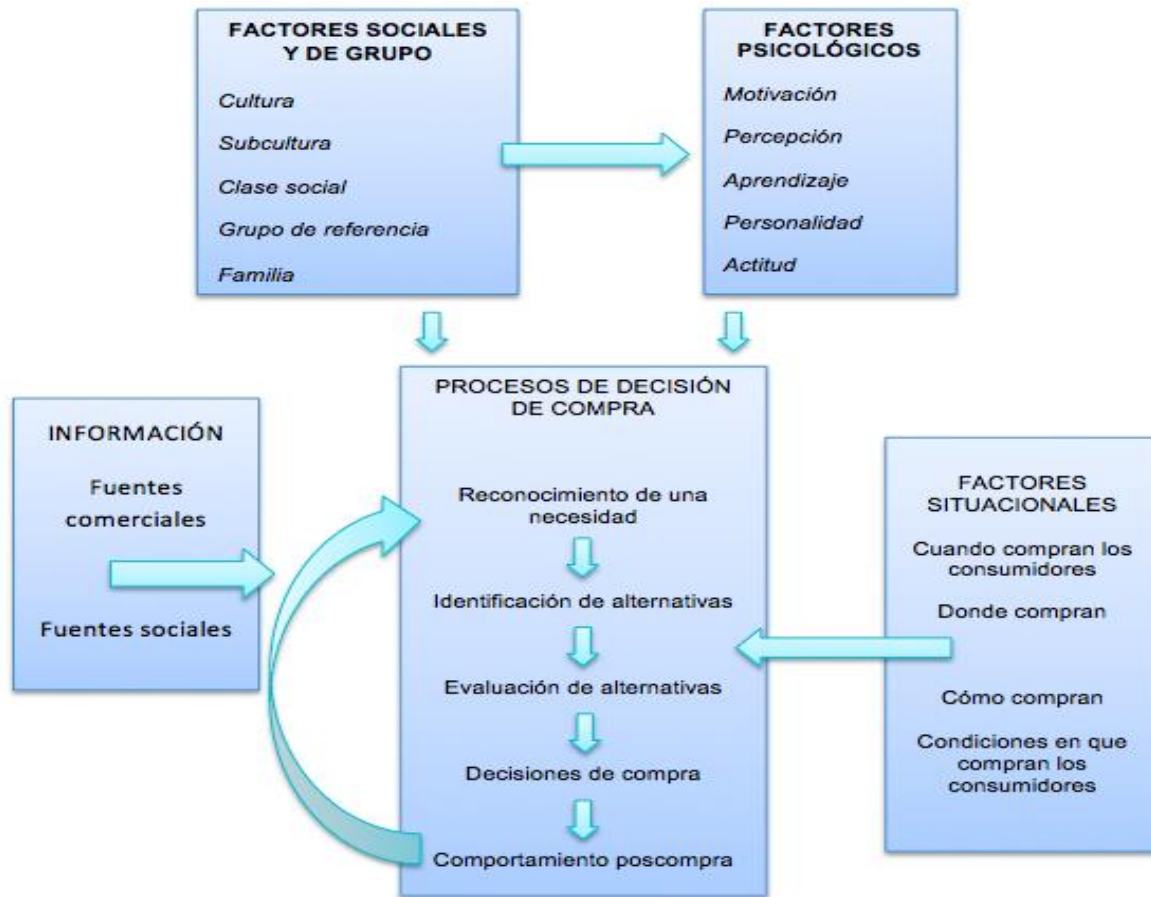 FACTORES SOCIALES
Y DE GRUPO
Cultura
Subcultura
Clase social
Grupo de referencia
Familia
FACTORES
PSICOLÓGICOS
Motivación
Percepción
Aprendizaje
Personalidad
Actitud
INFORMACIÓN
Fuentes
comerciales
Fuentes sociales
PROCESOS DE DECISIÓN
DE COMPRA
Reconocimiento de una
necesidad
Identificación de alternativas
Evaluación de alternativas
Decisiones de compra
Comportamiento poscompra
FACTORES
SITUACIONALES
Cuando compran los
consumidores
Donde compran
Cómo compran
Condiciones en que
compran los
consumidores